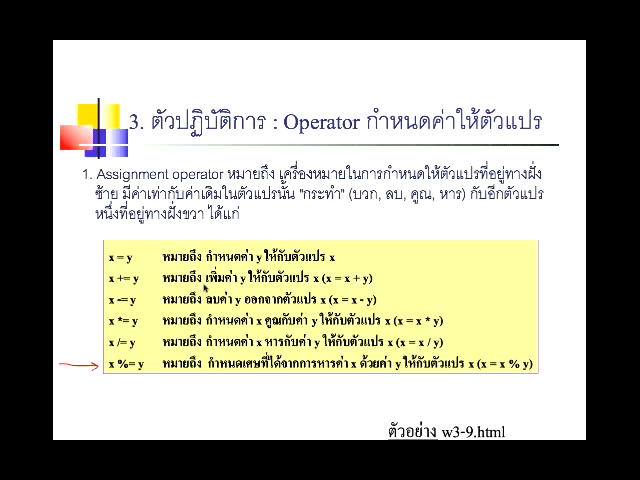 3. ตัวปฏิบัติการ : Operator กำหนดค่าให้ตัวแปร
1. Assignment operator หมายถึง เครื่องหมายในการกำหนดให้ตัวแปรที่อยู่ทางฝั่ง
ซ้าย มีค่าเท่ากับค่าเดิมในตัวแปรนั้น "กระทำ" (บวก, ลบ, คูณ, หาร) กับอีกตัวแปร
หนึ่งที่อยู่ทางฝั่งขวา ได้แก่
x = y หมายถึง กำหนดค่า y ให้กับตัวแปร x
x += y หมายถึง เพิ่มค่า y ให้กับตัวแปร x (x = x + y)
x -= y หมายถึง ลบค่า y ออกจากตัวแปร x (x = x - y)
x *= y หมายถึง กำหนดค่า x คูณกับค่า y ให้กับตัวแปร x (x = x * y)
x /= y หมายถึง กำหนดค่า x หารกับค่า y ให้กับตัวแปร x (x = x / y)
x %= y หมายถึง กำหนดเศษที่ได้จากการหารค่า x ด้วยค่า y ให้กับตัวแปร x (x = x % y)
ตัวอย่าง w3-9.html